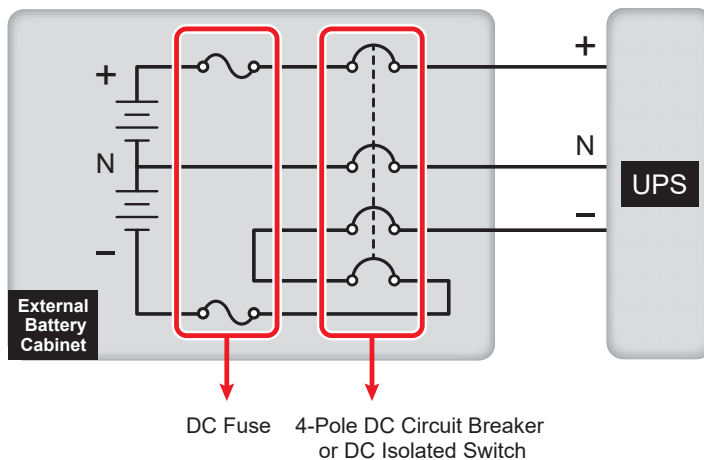 +
+
N
N
UPS
−
−
External
Battery
Cabinet
DC Fuse
4-Pole DC Circuit Breaker
or DC Isolated Switch